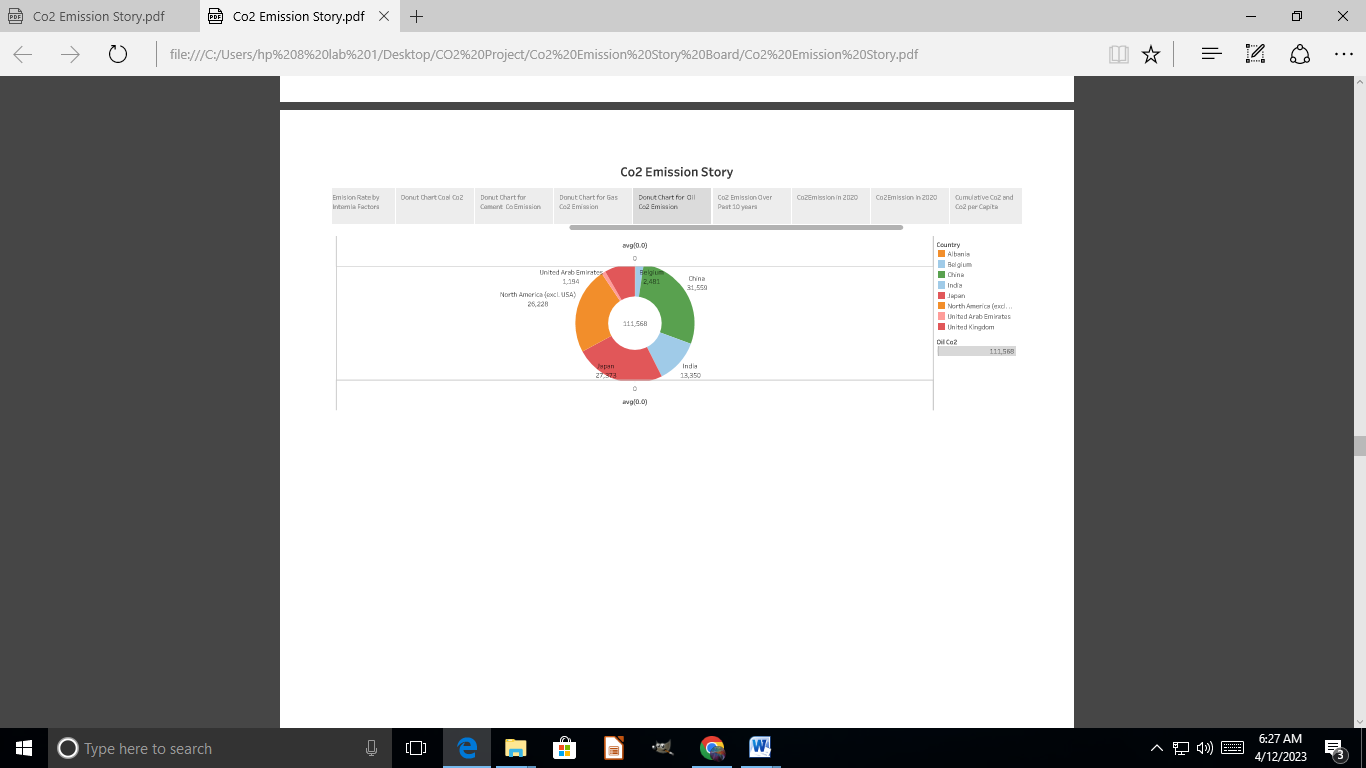 Co2 Emission Story.pdf
Co2 Emission Story.pdf
file:///C:/Users/hp%208%20lab%201/Desktop/CO2%20Project/Co2%20Emission%20Story%20Board/Co2%20Emission%20Story.pdf
Co2 Emission Story
Emision Rate by
Internla Factors
Donut Chart Coal Co2
Donut Chart for
Cement Co Emission
Donut Chart for Gas
Co2 Emission
Donut Chart for Oil
Co2 Emission
Co2 Emission Over
Past 10 years
Co2Emission in 2020
Co2Emission in 2020
Cumulative Co2 and
Co2 per Capita
avg(0.0)
0
United Arab Emirates
1,194
Belgium
2,481
China
31,559
North America (excl. USA)
26,228
111,568
Japan
27,373
India
13,350
0
avg(0.0)
Country
Albania
Belgium
China
India
Japan
North America (excl...
United Arab Emirates
United Kingdom
Oil Co2
111,568
Type here to search
6:27 AM
4/12/2023
3